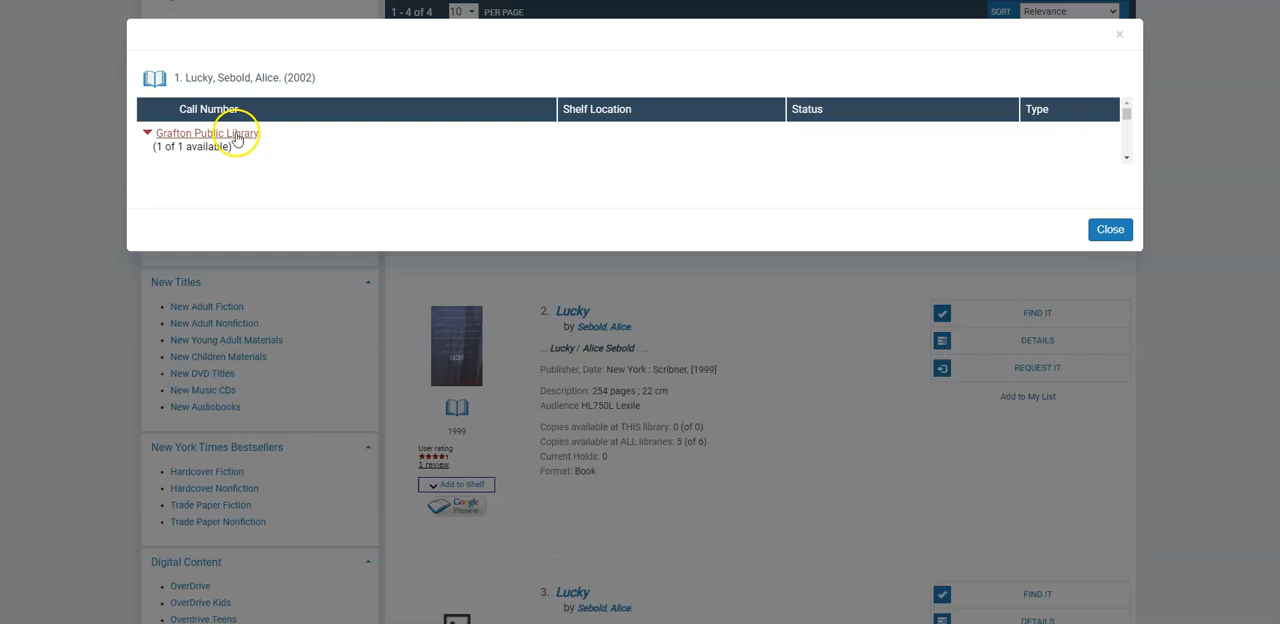 1 - 4 of 4 10 PER PAGE SORT Relevance
×
1. Lucky, Sebold, Alice. (2002)
Call Number Shelf Location Status Type
Grafton Public Library
(1 of 1 available)
Close
New Titles
New Adult Fiction
New Adult Nonfiction
New Young Adult Materials
New Children Materials
New DVD Titles
New Music CDs
New Audiobooks
New York Times Bestsellers
Hardcover Fiction
Hardcover Nonfiction
Trade Paper Fiction
Trade Paper Nonfiction
Digital Content
OverDrive
OverDrive Kids
OverDrive Teens
LUCKY
1999
User rating
1 review
Add to Shelf
Google
Preview
2. Lucky
by Sebold, Alice
... Lucky / Alice Sebold . ...
Publisher, Date: New York : Scribner, [1999]
Description: 254 pages ; 22 cm
Audience HL750L Lexile
Copies available at THIS library: 0 (of 0)
Copies available at ALL libraries: 5 (of 6)
Current Holds: 0
Format: Book
FIND IT
DETAILS
REQUEST IT
Add to My List
3. Lucky
by Sebold, Alice.
FIND IT
DETAILS